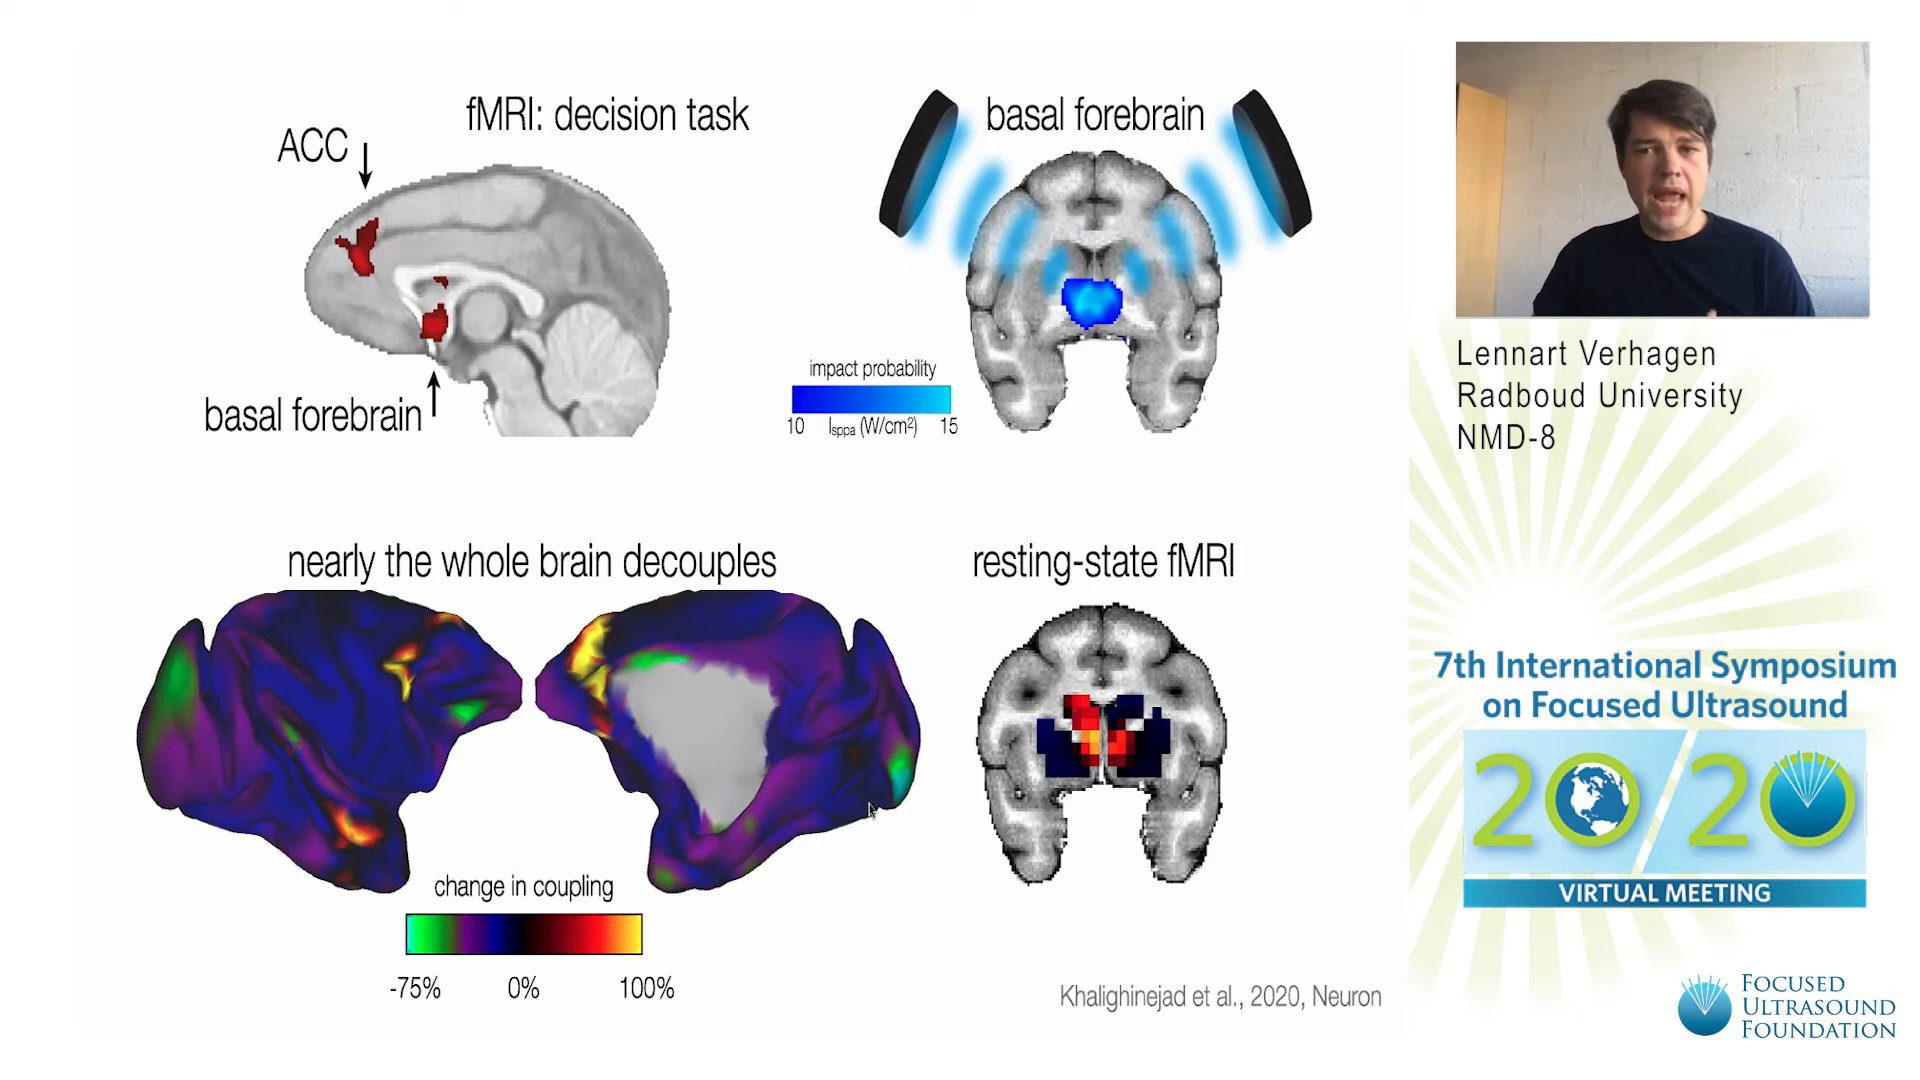 fMRI: decision task
ACC
basal forebrain
basal forebrain
impact probability
10 Isppa (W/cm²) 15
nearly the whole brain decouples
change in coupling
-75% 0% 100%
resting-state fMRI
Khalighinejad et al., 2020, Neuron
Lennart Verhagen
Radboud University
NMD-8
7th International Symposium
on Focused Ultrasound
20/20
VIRTUAL MEETING
FOCUSED
ULTRASOUND
FOUNDATION